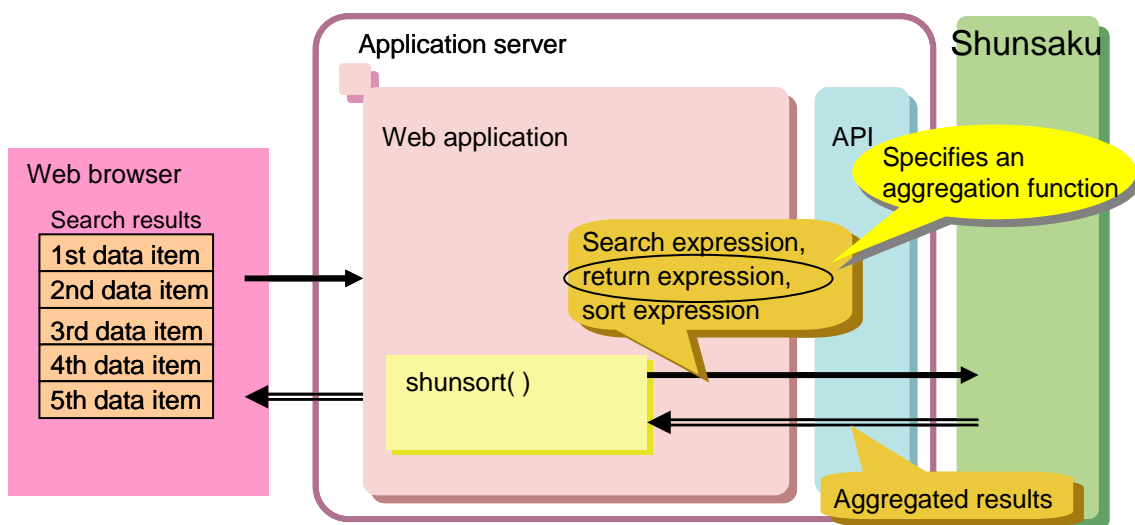 Application server
Shunsaku
Web application
API
Specifies an
aggregation function
Web browser
Search results
1st data item
2nd data item
3rd data item
4th data item
5th data item
Search expression,
return expression,
sort expression
shunsort( )
Aggregated results